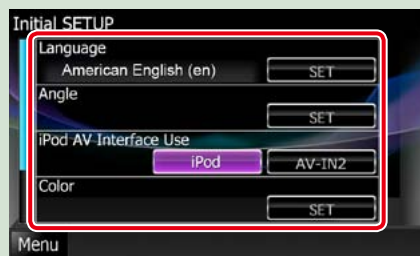 Initial SETUP
Language
American English (en) SET
Angle
SET
iPod AV Interface Use
iPod AV-IN2
Color
SET
Menu